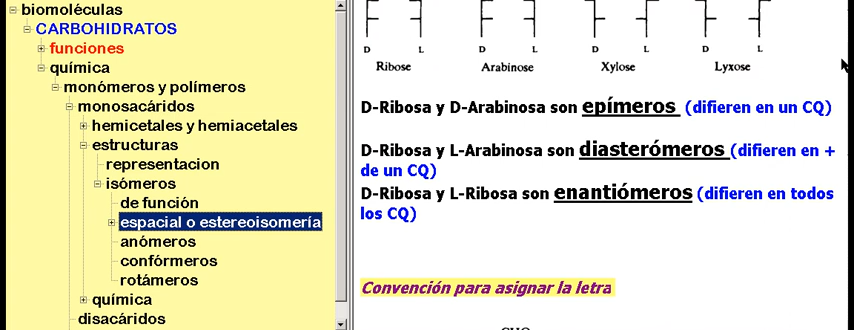 biomoléculas
CARBOHIDRATOS
funciones
química
monómeros y polímeros
monosacáridos
hemicetales y hemiacetales
estructuras
representacion
isómeros
de función
espacial o estereoisomería
anómeros
confórmeros
rotámeros
química
disacáridos
D L D L D L D L
Ribose Arabinose Xylose Lyxose
D-Ribosa y D-Arabinosa son epímeros (difieren en un CQ)
D-Ribosa y L-Arabinosa son diasterómeros (difieren en +
de un CQ)
D-Ribosa y L-Ribosa son enantiómeros (difieren en todos
los CQ)
Convención para asignar la letra
CHO